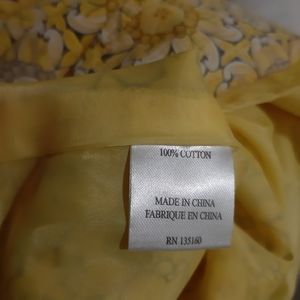 100% COTTON
MADE IN CHINA
FABRIQUE EN CHINA
RN 135160